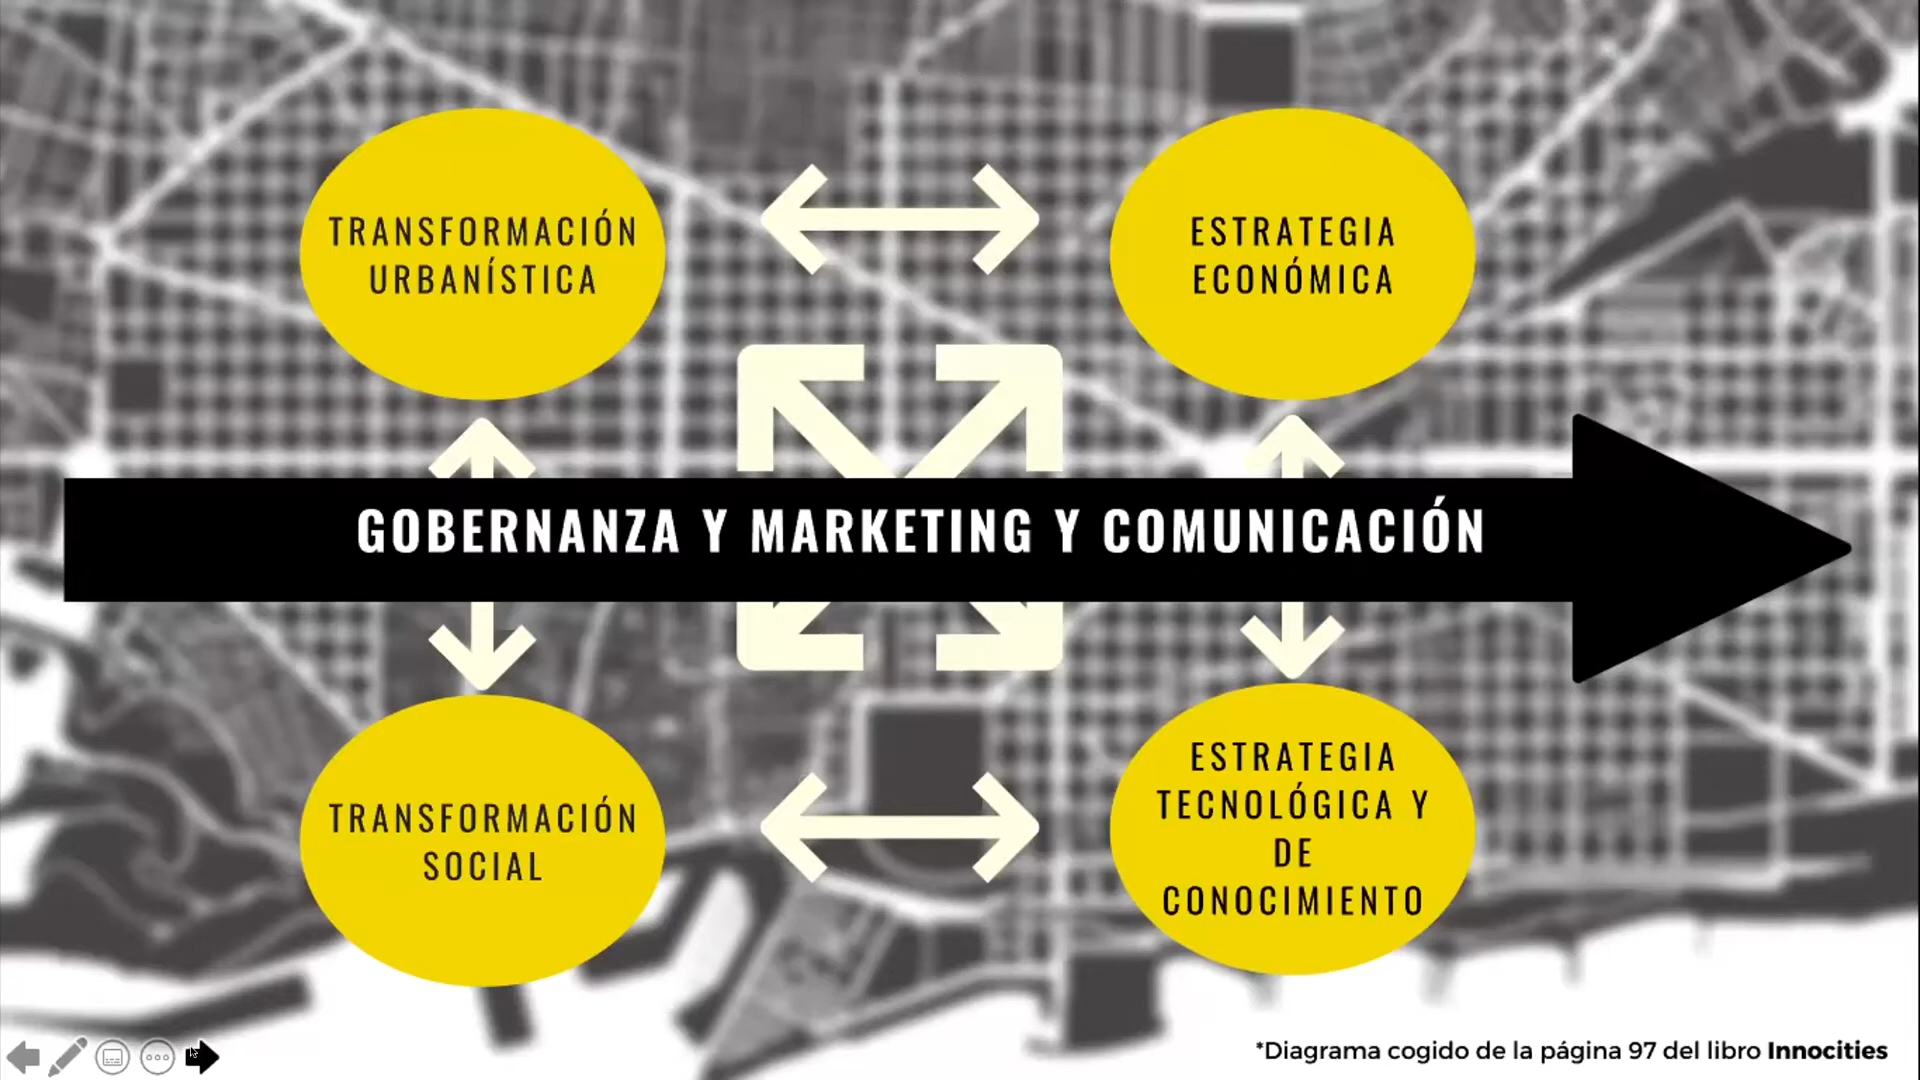 TRANSFORMACIÓN
URBANÍSTICA
ESTRATEGIA
ECONÓMICA
GOBERNANZA Y MARKETING Y COMUNICACIÓN
TRANSFORMACIÓN
SOCIAL
ESTRATEGIA
TECNOLÓGICA Y
DE
CONOCIMIENTO
*Diagrama cogido de la página 97 del libro Innocities